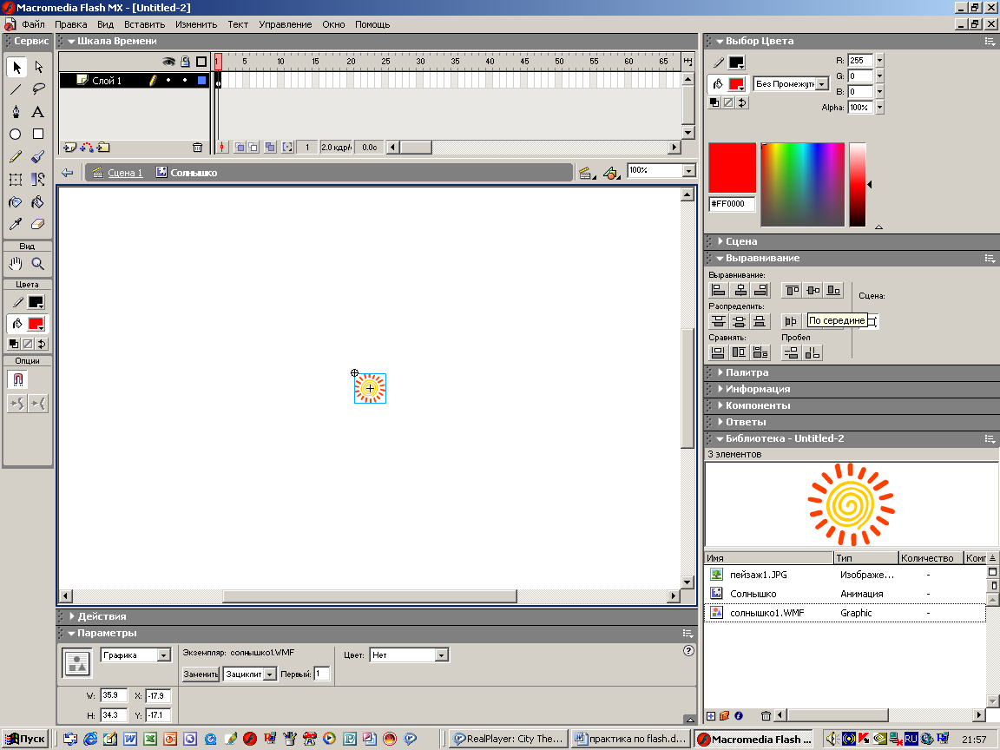 Macromedia Flash MX - [Untitled-2]
Файл Правка Вид Вставить Изменить Тект Управление Окно Помощь
Сервис
Шкала Времени
1 5 10 15 20 25 30 35 40 45 50 55 60 65
Слой 1
1 2.0 кдр/ 0.0с
Сцена 1 Солнышко 100%
Вид
Цвета
Опции
Выбор Цвета
R: 255
Без Промежутк G: 0
B: 0
Alpha: 100%
#FF0000
Сцена
Выравнивание
Выравнивание:
Сцена:
Распределить:
По середине
Сравнять: Пробел
Палитра
Информация
Компоненты
Ответы
Библиотека - Untitled-2
3 элементов
Имя Тип Количество Комг
пейзаж1.JPG Изображе... -
Солнышко Анимация -
солнышко1.WMF Graphic -
Действия
Параметры
Графика Экземпляр: солнышко1.WMF Цвет: Нет
Заменить Зациклит Первый: 1
W: 35.9 X: -17.9
H: 34.3 Y: -17.1
Пуск RealPlayer: City The... практика по flash.d... Macromedia Flash ... RU 21:57